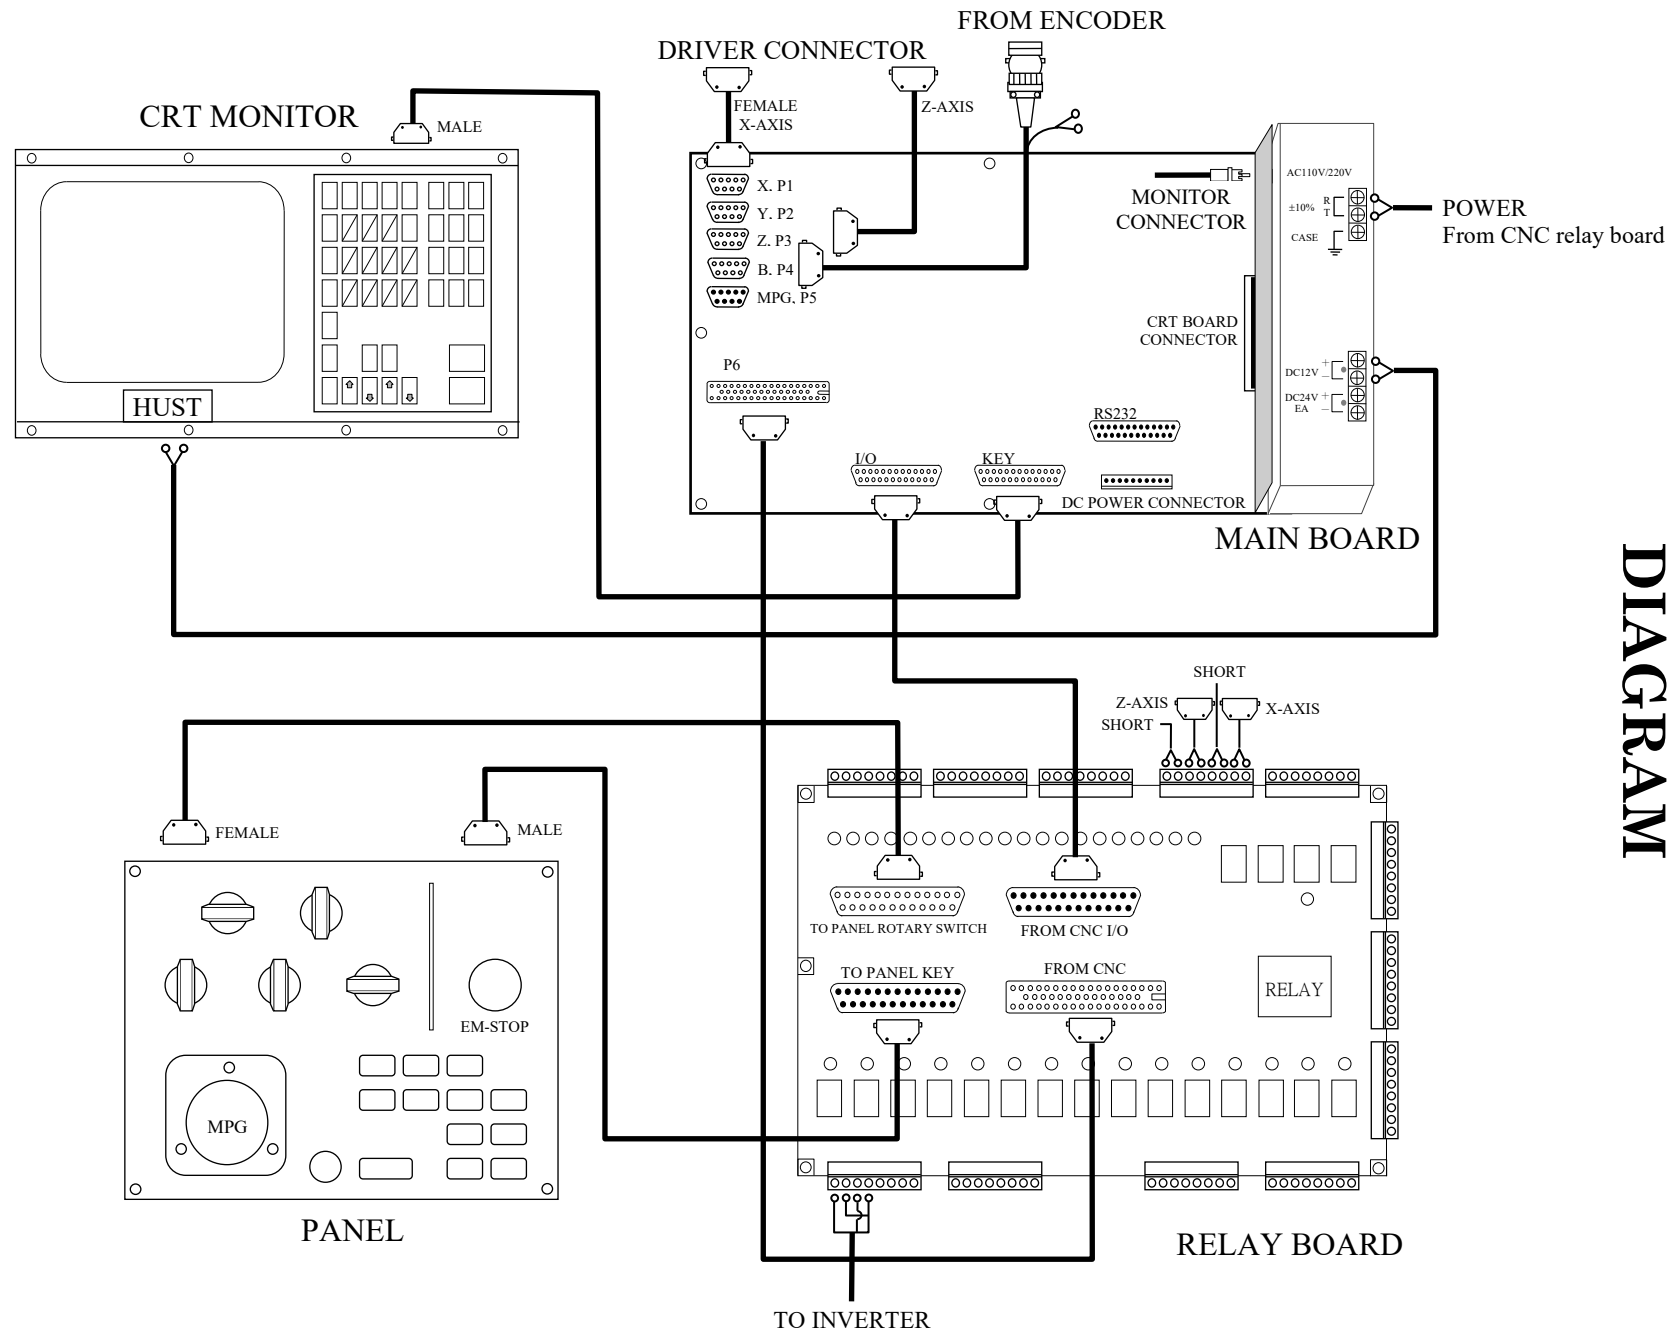 FROM ENCODER
DRIVER CONNECTOR
CRT MONITOR
MALE
FEMALE
X-AXIS
Z-AXIS
HUST
X. P1
Y. P2
Z. P3
B. P4
MPG, P5
P6
MONITOR
CONNECTOR
AC110V/220V
±10%
R
T
CASE
POWER
From CNC relay board
CRT BOARD
CONNECTOR
DC12V
+
−
DC24V
EA
+
−
RS232
I/O
KEY
DC POWER CONNECTOR
MAIN BOARD
DIAGRAM
SHORT
Z-AXIS
X-AXIS
SHORT
FEMALE
MALE
TO PANEL ROTARY SWITCH
FROM CNC I/O
TO PANEL KEY
FROM CNC
RELAY
EM-STOP
MPG
PANEL
RELAY BOARD
TO INVERTER